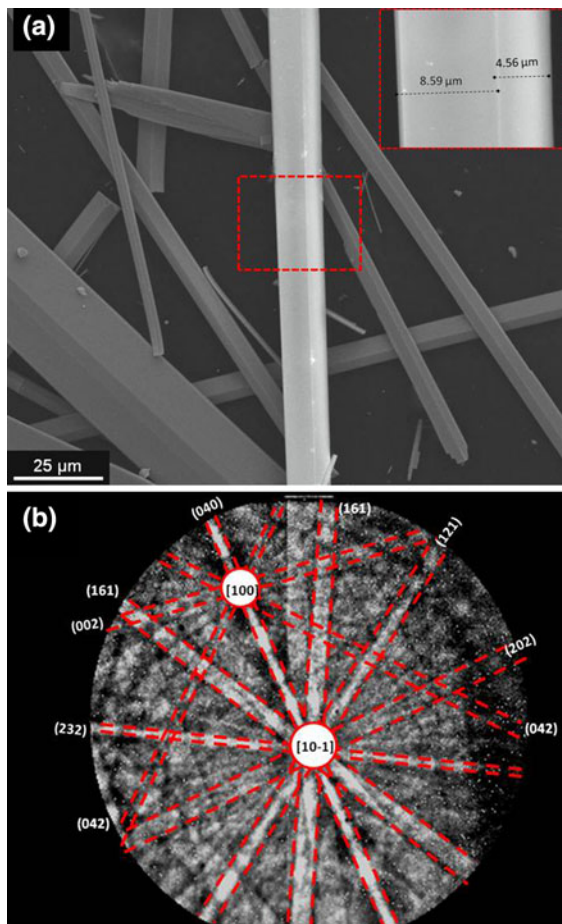 (a)
4.56 µm
8.59 µm
25 µm
(b)
(040)
(161)
(121)
[100]
(161)
(002)
(202)
(232)
[10-1]
(042)
(042)